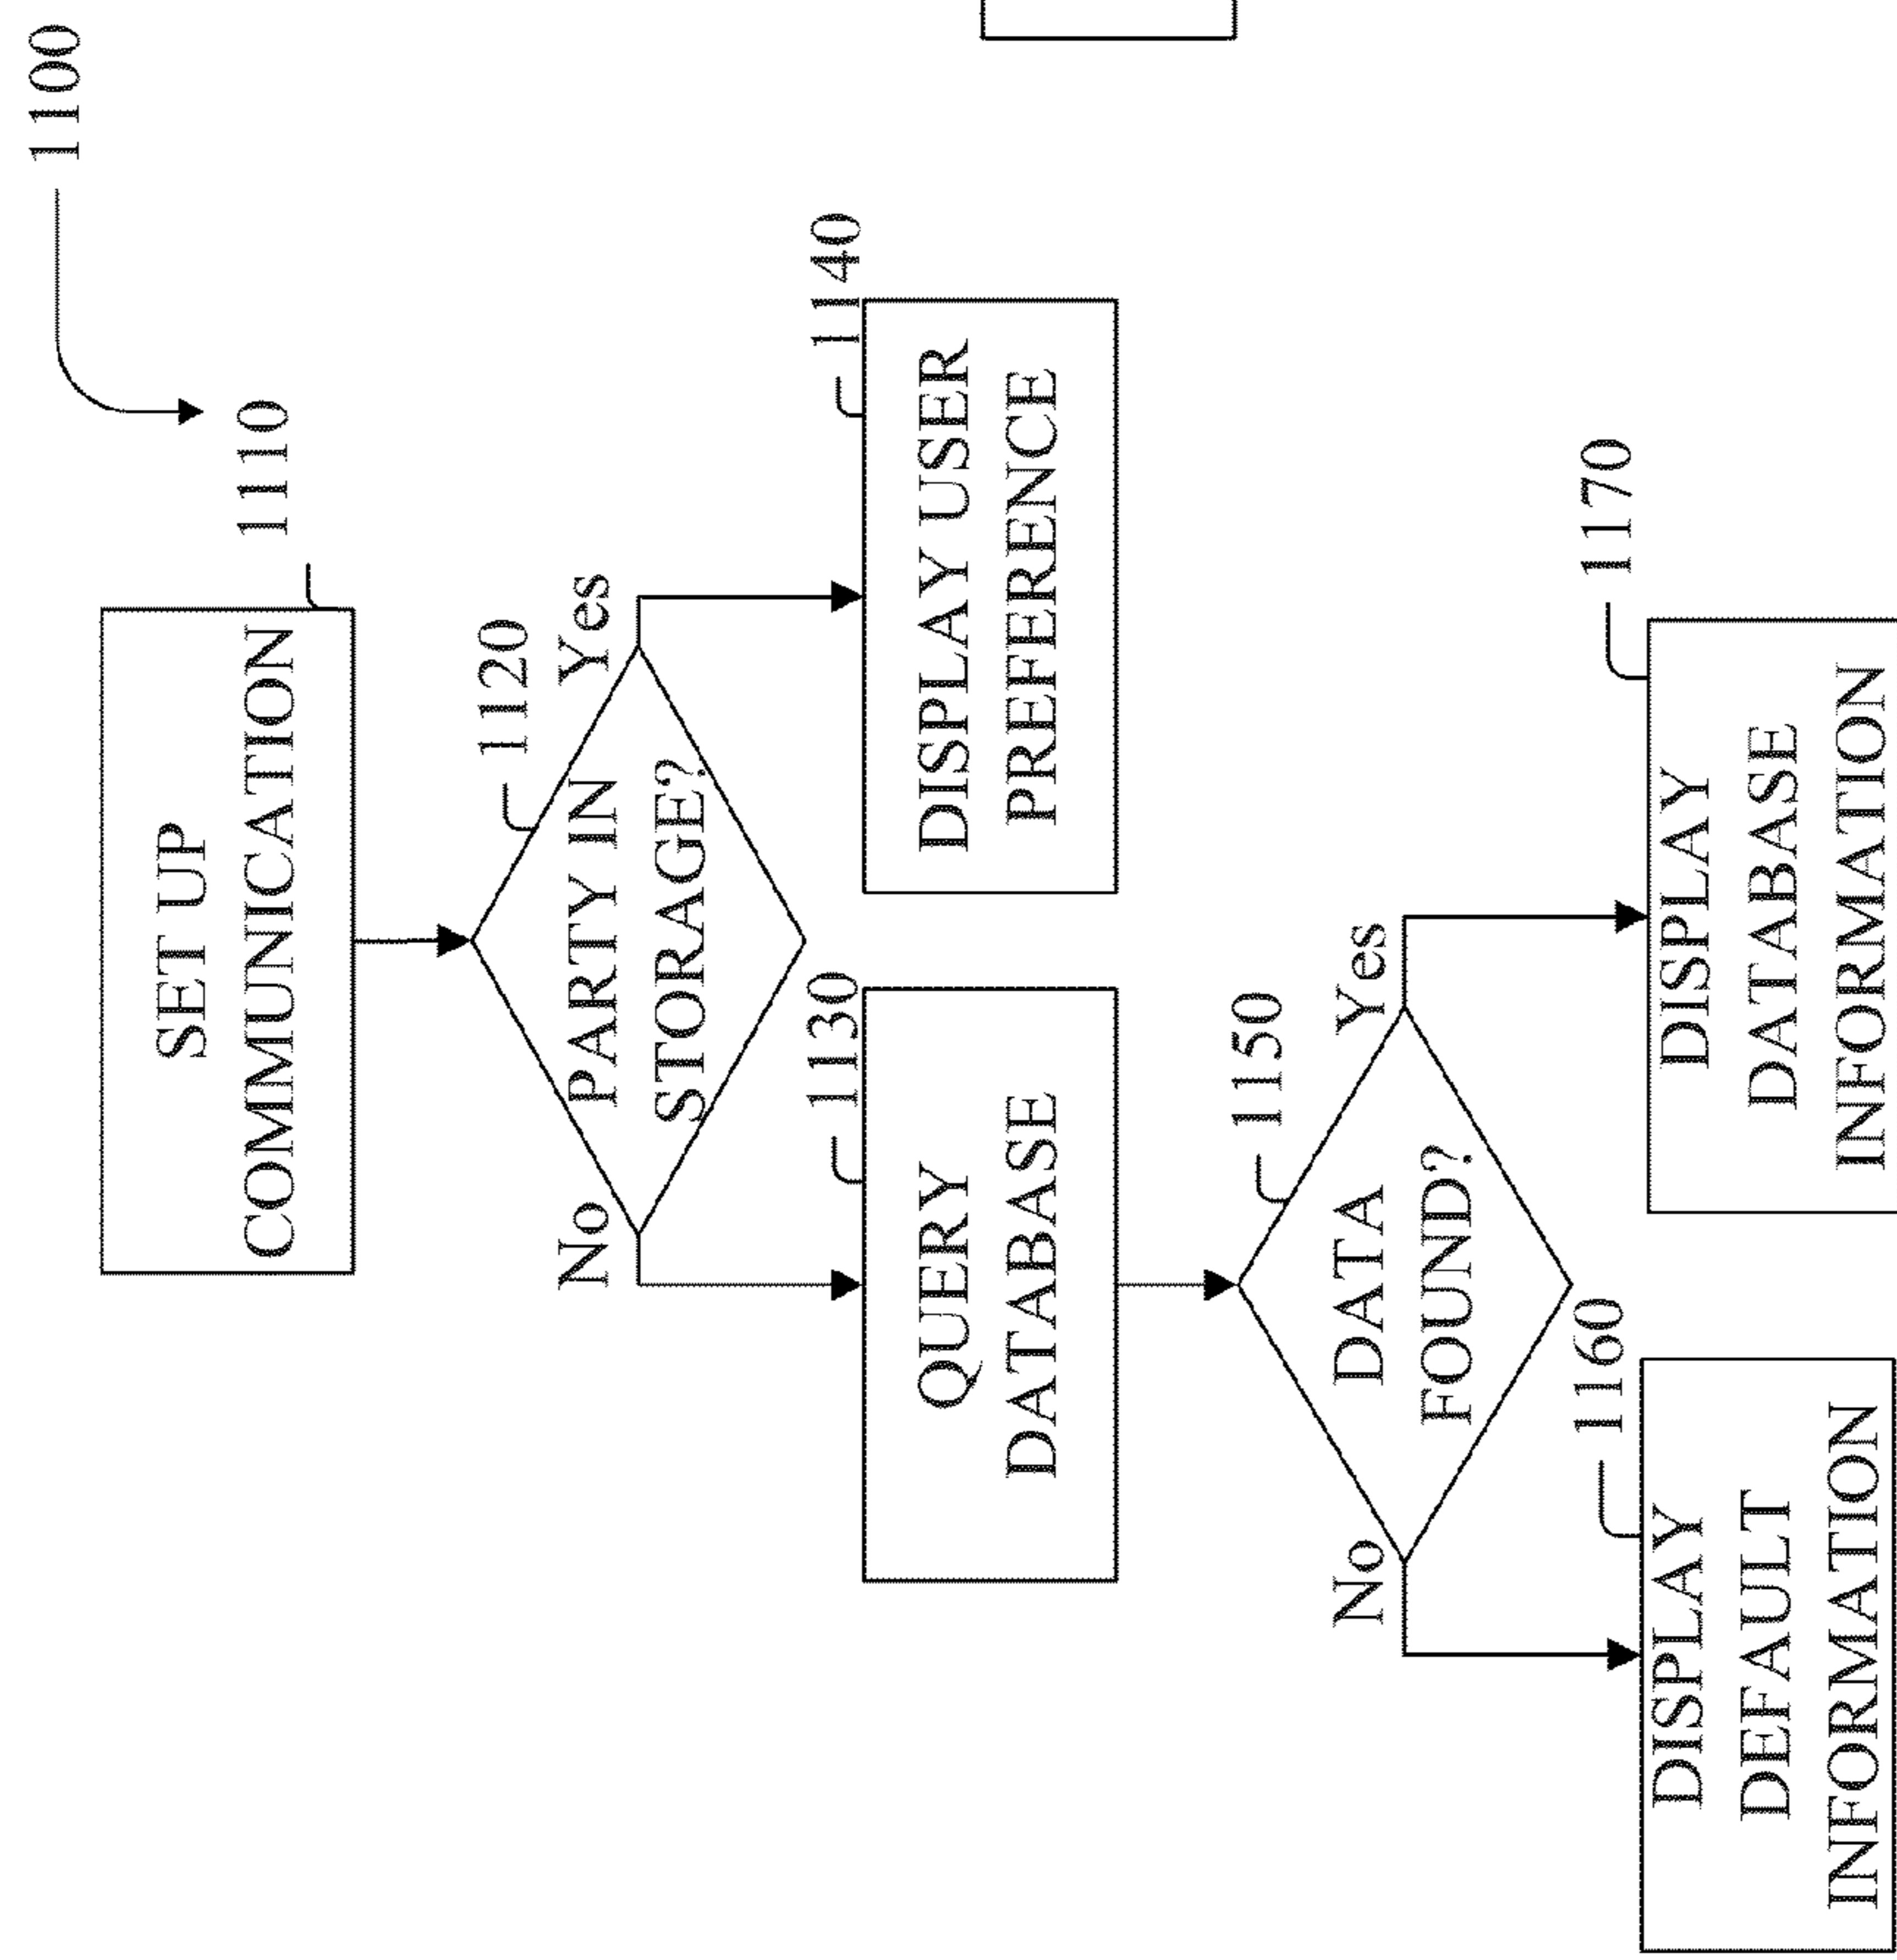 1100
SET UP
COMMUNICATION
1110
PARTY IN
STORAGE?
1120
No
Yes
QUERY
DATABASE
1130
DISPLAY USER
PREFERENCE
1140
DATA
FOUND?
1150
No
Yes
DISPLAY
DEFAULT
INFORMATION
1160
DISPLAY
DATABASE
INFORMATION
1170